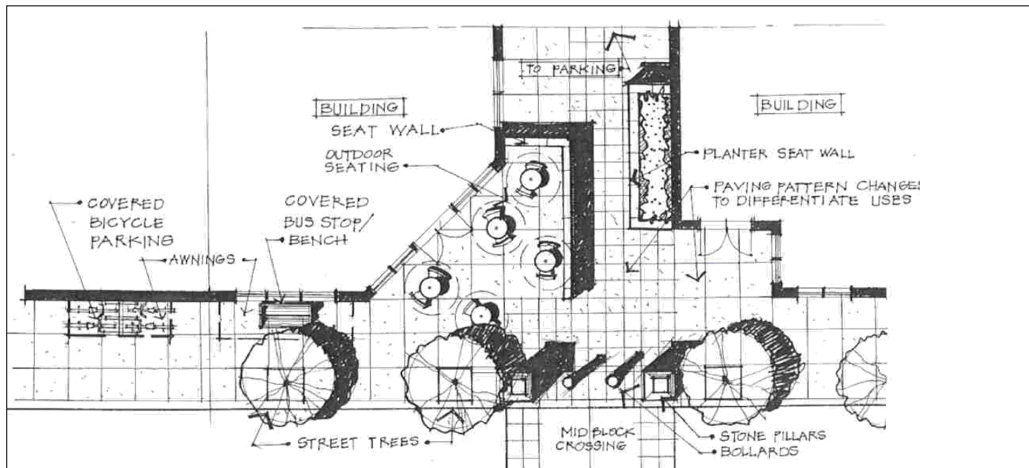 TO PARKING
BUILDING
BUILDING
SEAT WALL
OUTDOOR
SEATING
PLANTER SEAT WALL
PAVING PATTERN CHANGES
TO DIFFERENTIATE USES
COVERED
BICYCLE
PARKING
COVERED
BUS STOP/
BENCH
AWNINGS
STREET TREES
MID BLOCK
CROSSING
STONE PILLARS
BOLLARDS